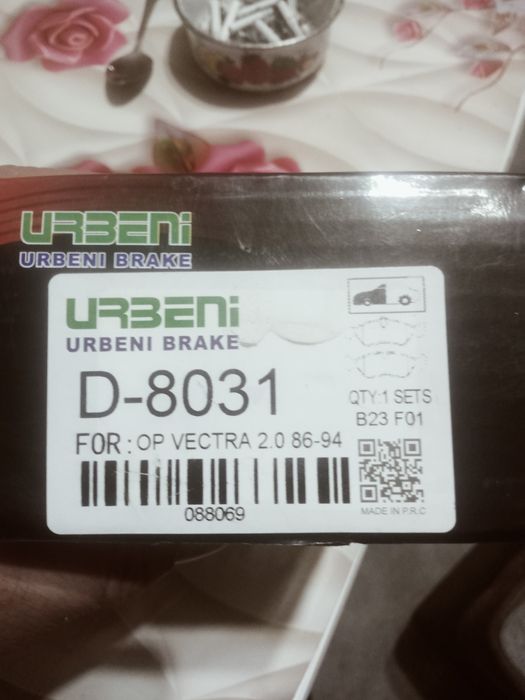 URBENi
URBENI BRAKE
URBENi
URBENI BRAKE
D-8031
QTY:1 SETS
B23 F01
FOR: OP VECTRA 2.0 86-94
088069
MADE IN P.R.C